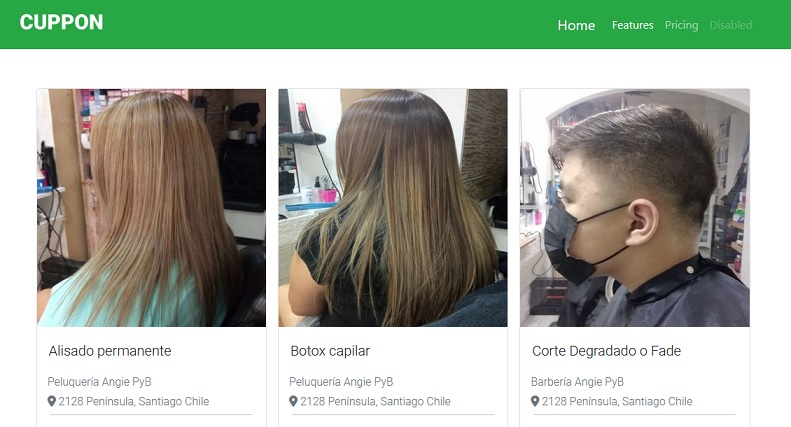 CUPPON
Home Features Pricing Disabled
Alisado permanente
Peluquería Angie PyB
2128 Península, Santiago Chile
Botox capilar
Peluquería Angie PyB
2128 Península, Santiago Chile
Corte Degradado o Fade
Barbería Angie PyB
2128 Península, Santiago Chile